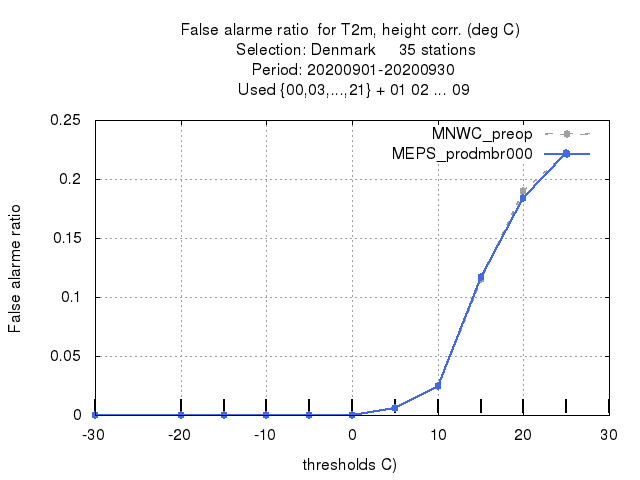 False alarme ratio  for T2m, height corr. (deg C)
Selection: Denmark     35 stations
Period: 20200901-20200930
Used {00,03,...,21} + 01 02 ... 09
MNWC_preop
MEPS_prodmbr000
False alarme ratio
0.25
0.2
0.15
0.1
0.05
0
-30
-20
-10
0
10
20
30
thresholds C)